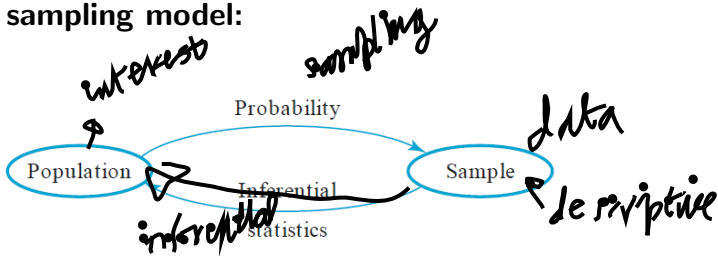 sampling model:
interest
sampling
Probability
data
Population
Sample
Inferential
descriptive
inferential
statistics